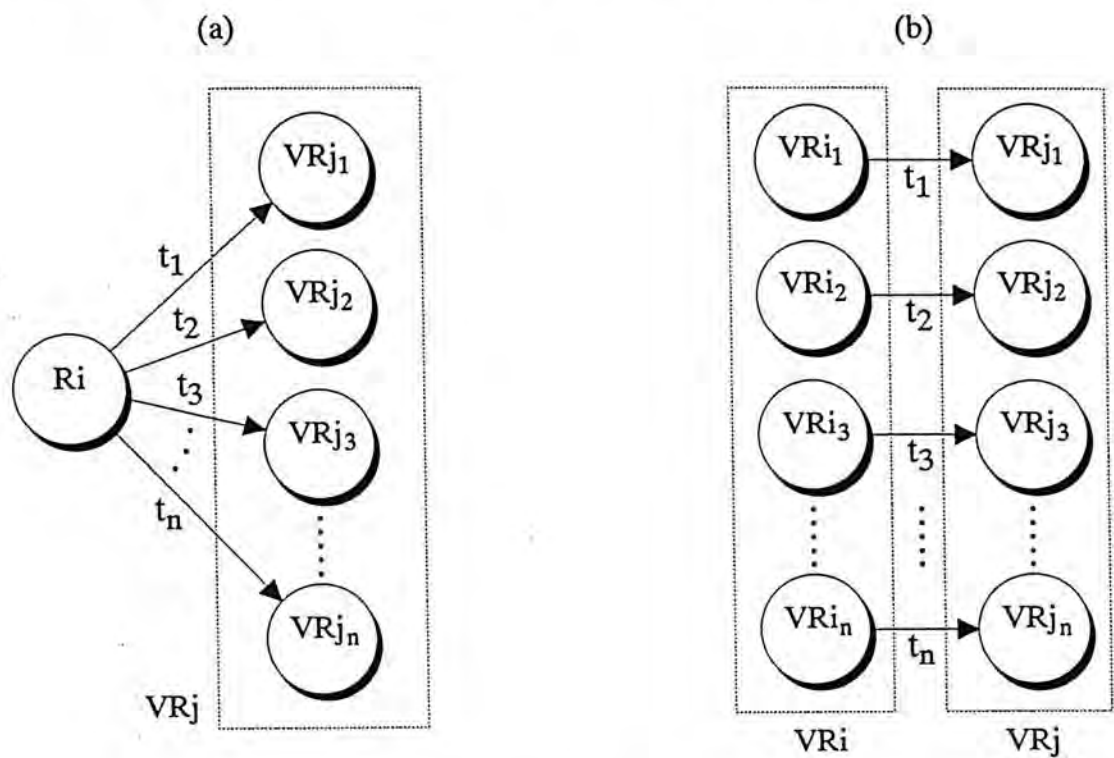 (a)
VRj₁
t₁
VRj₂
t₂
Ri
t₃
VRj₃
tₙ
VRjₙ
VRj
(b)
VRi₁
t₁
VRj₁
VRi₂
t₂
VRj₂
VRi₃
t₃
VRj₃
VRiₙ
tₙ
VRjₙ
VRi
VRj